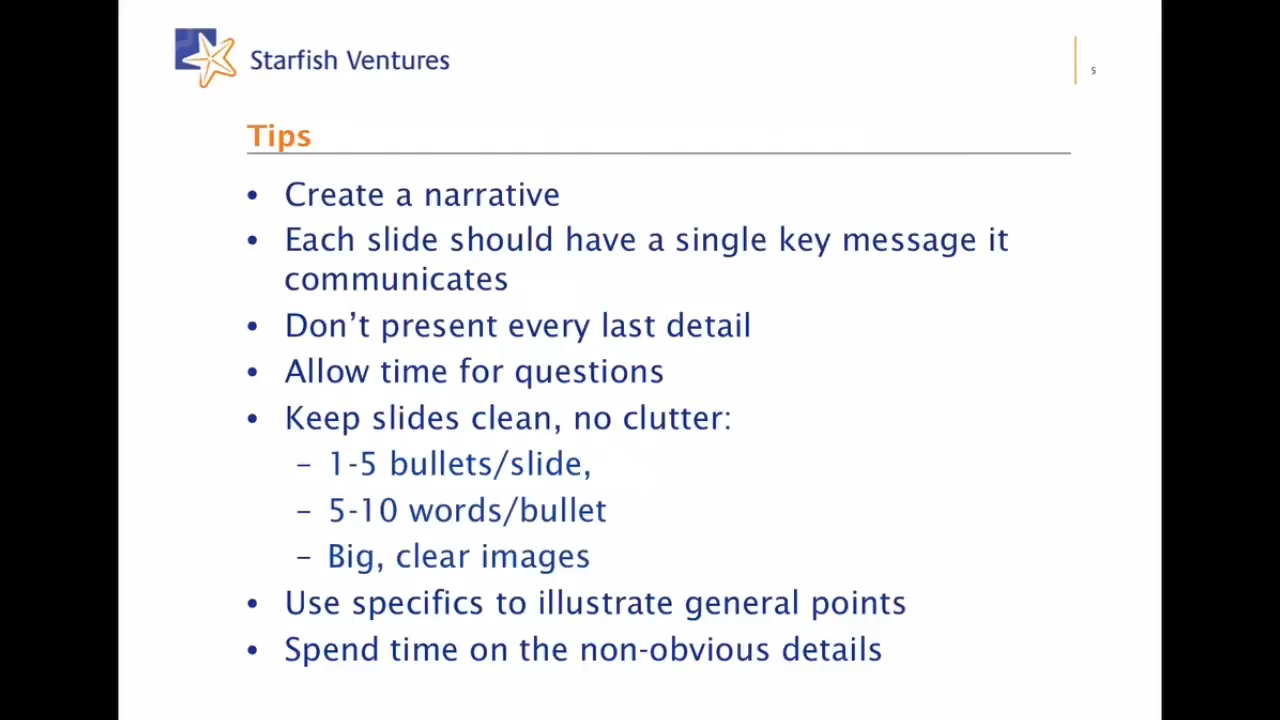 Starfish Ventures
5
Tips
• Create a narrative
• Each slide should have a single key message it
communicates
• Don’t present every last detail
• Allow time for questions
• Keep slides clean, no clutter:
– 1-5 bullets/slide,
– 5-10 words/bullet
– Big, clear images
• Use specifics to illustrate general points
• Spend time on the non-obvious details